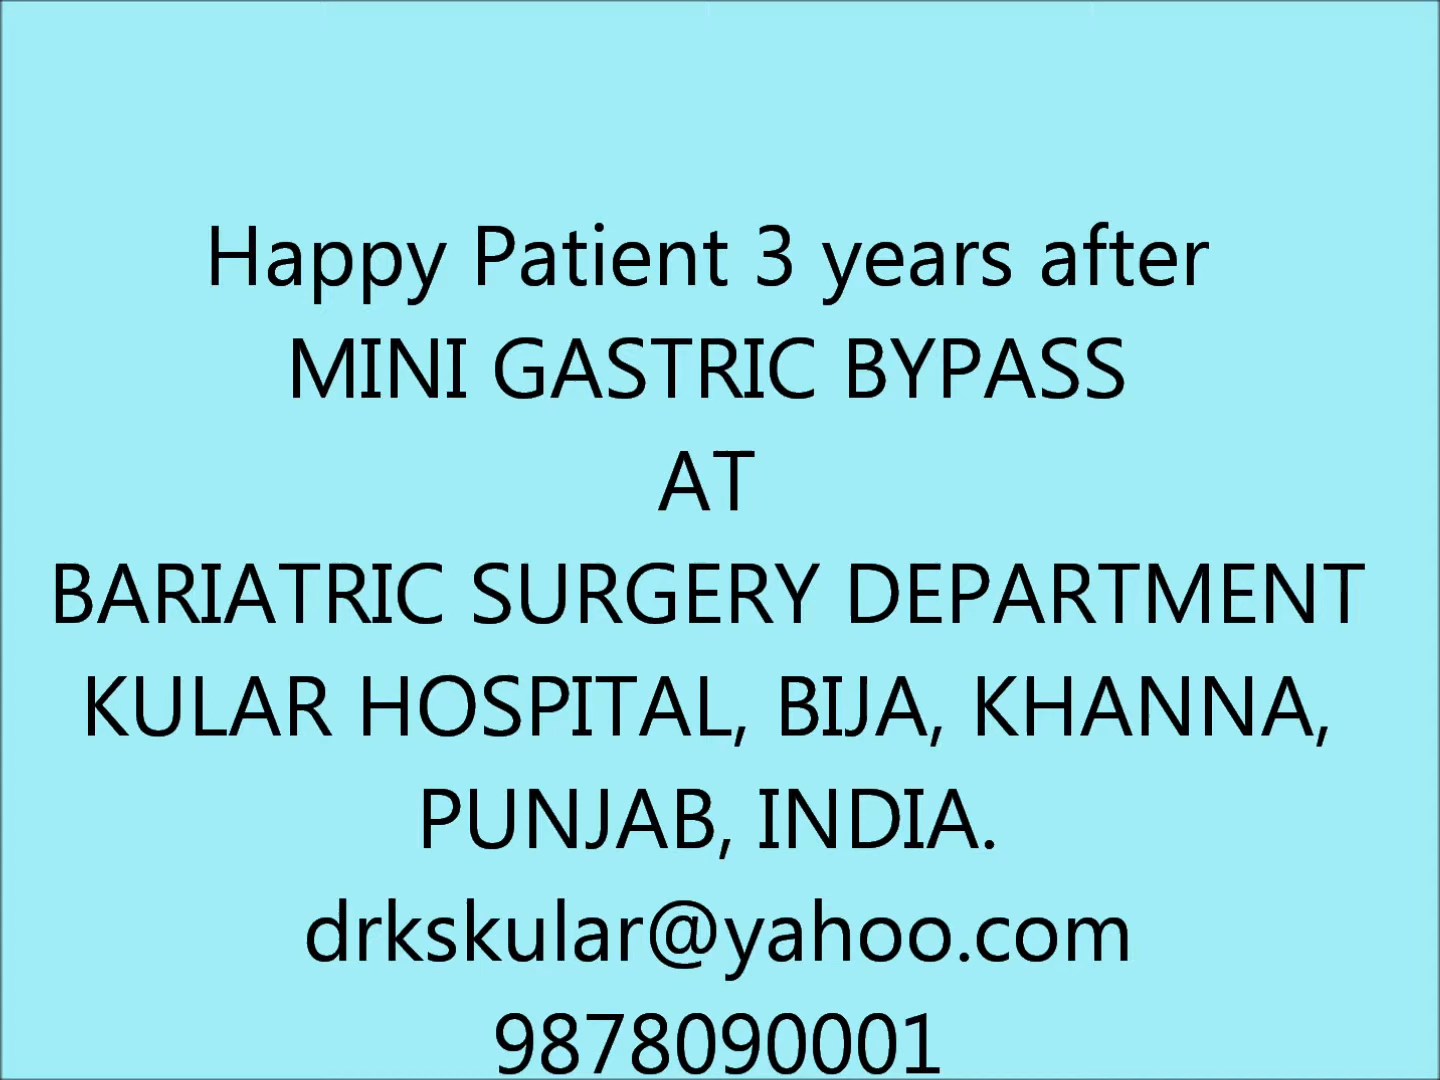 Happy Patient 3 years after
MINI GASTRIC BYPASS
AT
BARIATRIC SURGERY DEPARTMENT
KULAR HOSPITAL, BIJA, KHANNA,
PUNJAB, INDIA.
drkskular@yahoo.com
9878090001